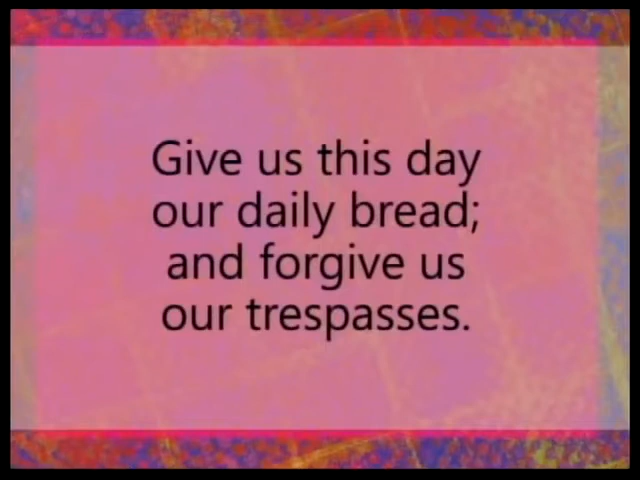 Give us this day
our daily bread;
and forgive us
our trespasses.